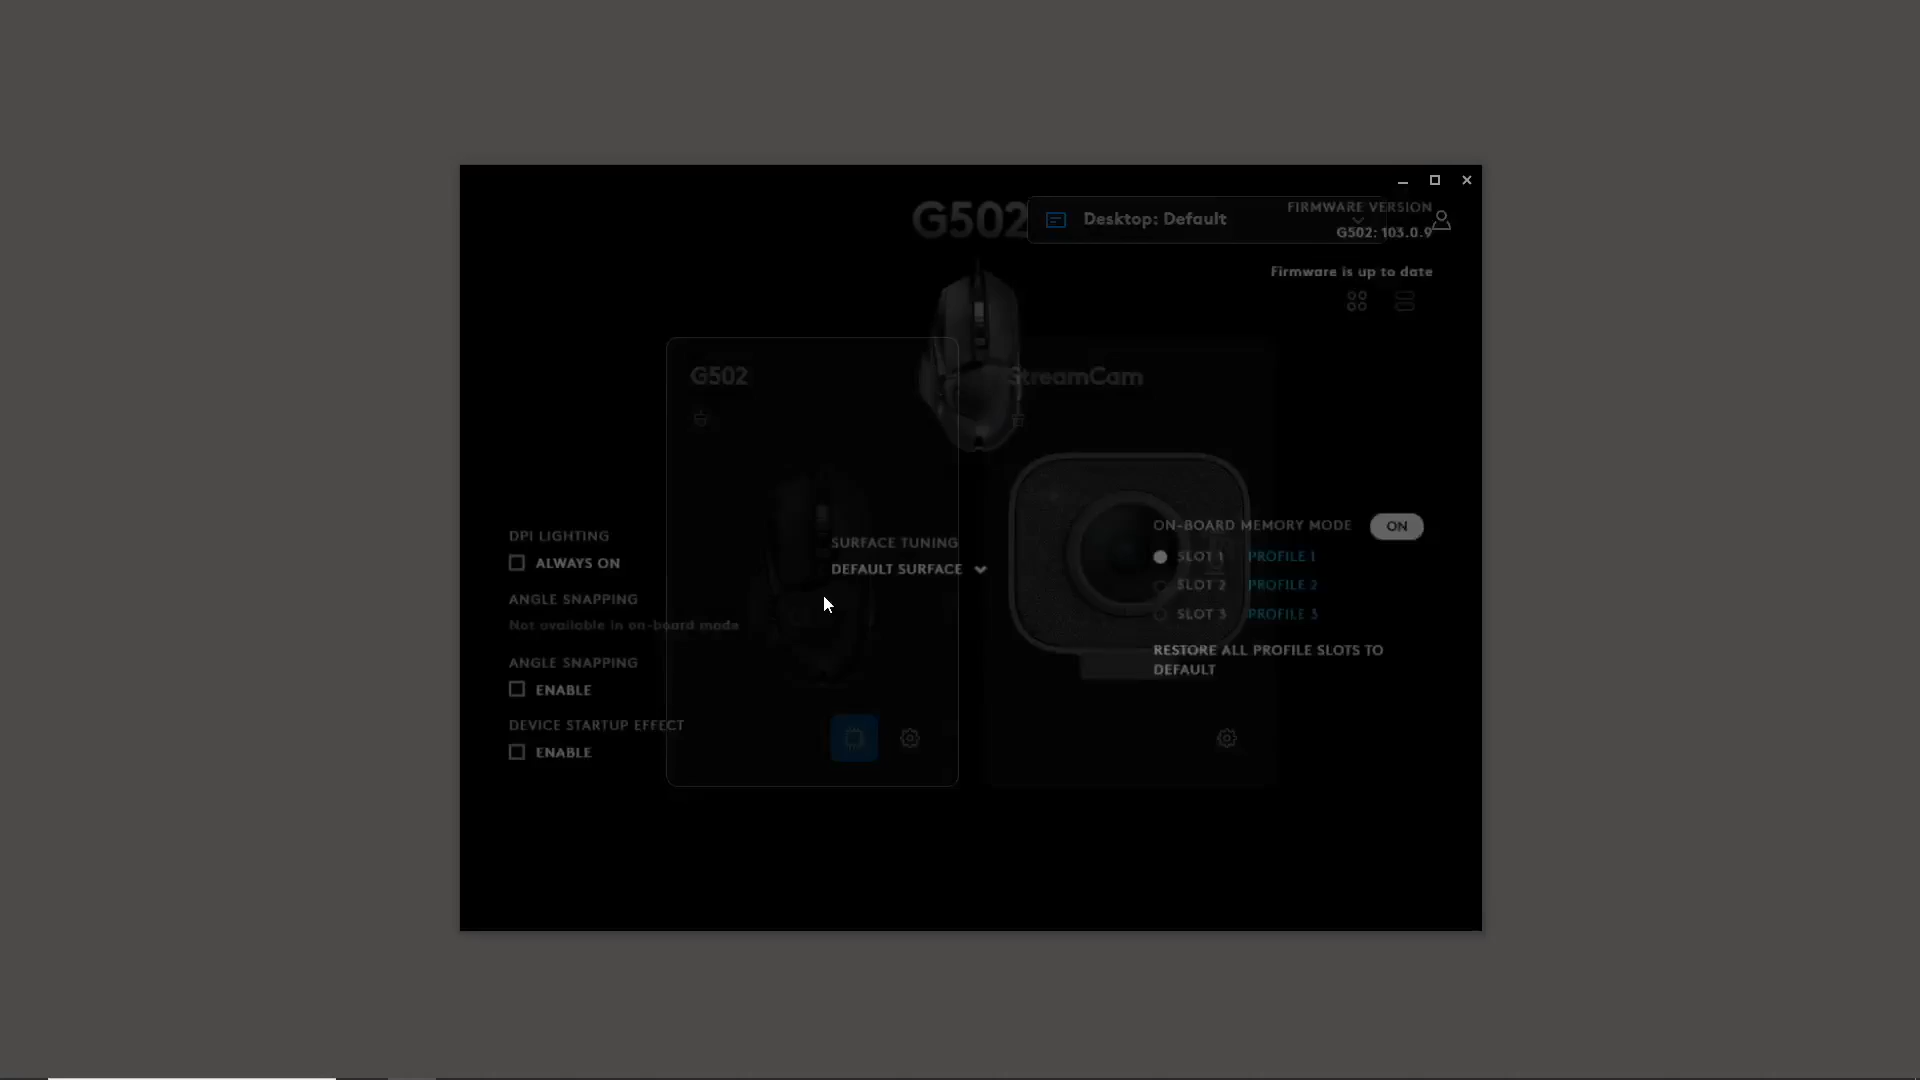 G502
Desktop: Default
FIRMWARE VERSION
G502: 103.0.9
Firmware is up to date
G502
StreamCam
DPI LIGHTING
ALWAYS ON
ANGLE SNAPPING
Not available in on-board mode
ANGLE SNAPPING
ENABLE
DEVICE STARTUP EFFECT
ENABLE
SURFACE TUNING
DEFAULT SURFACE
ON-BOARD MEMORY MODE ON
SLOT 1 PROFILE 1
SLOT 2 PROFILE 2
SLOT 3 PROFILE 3
RESTORE ALL PROFILE SLOTS TO
DEFAULT